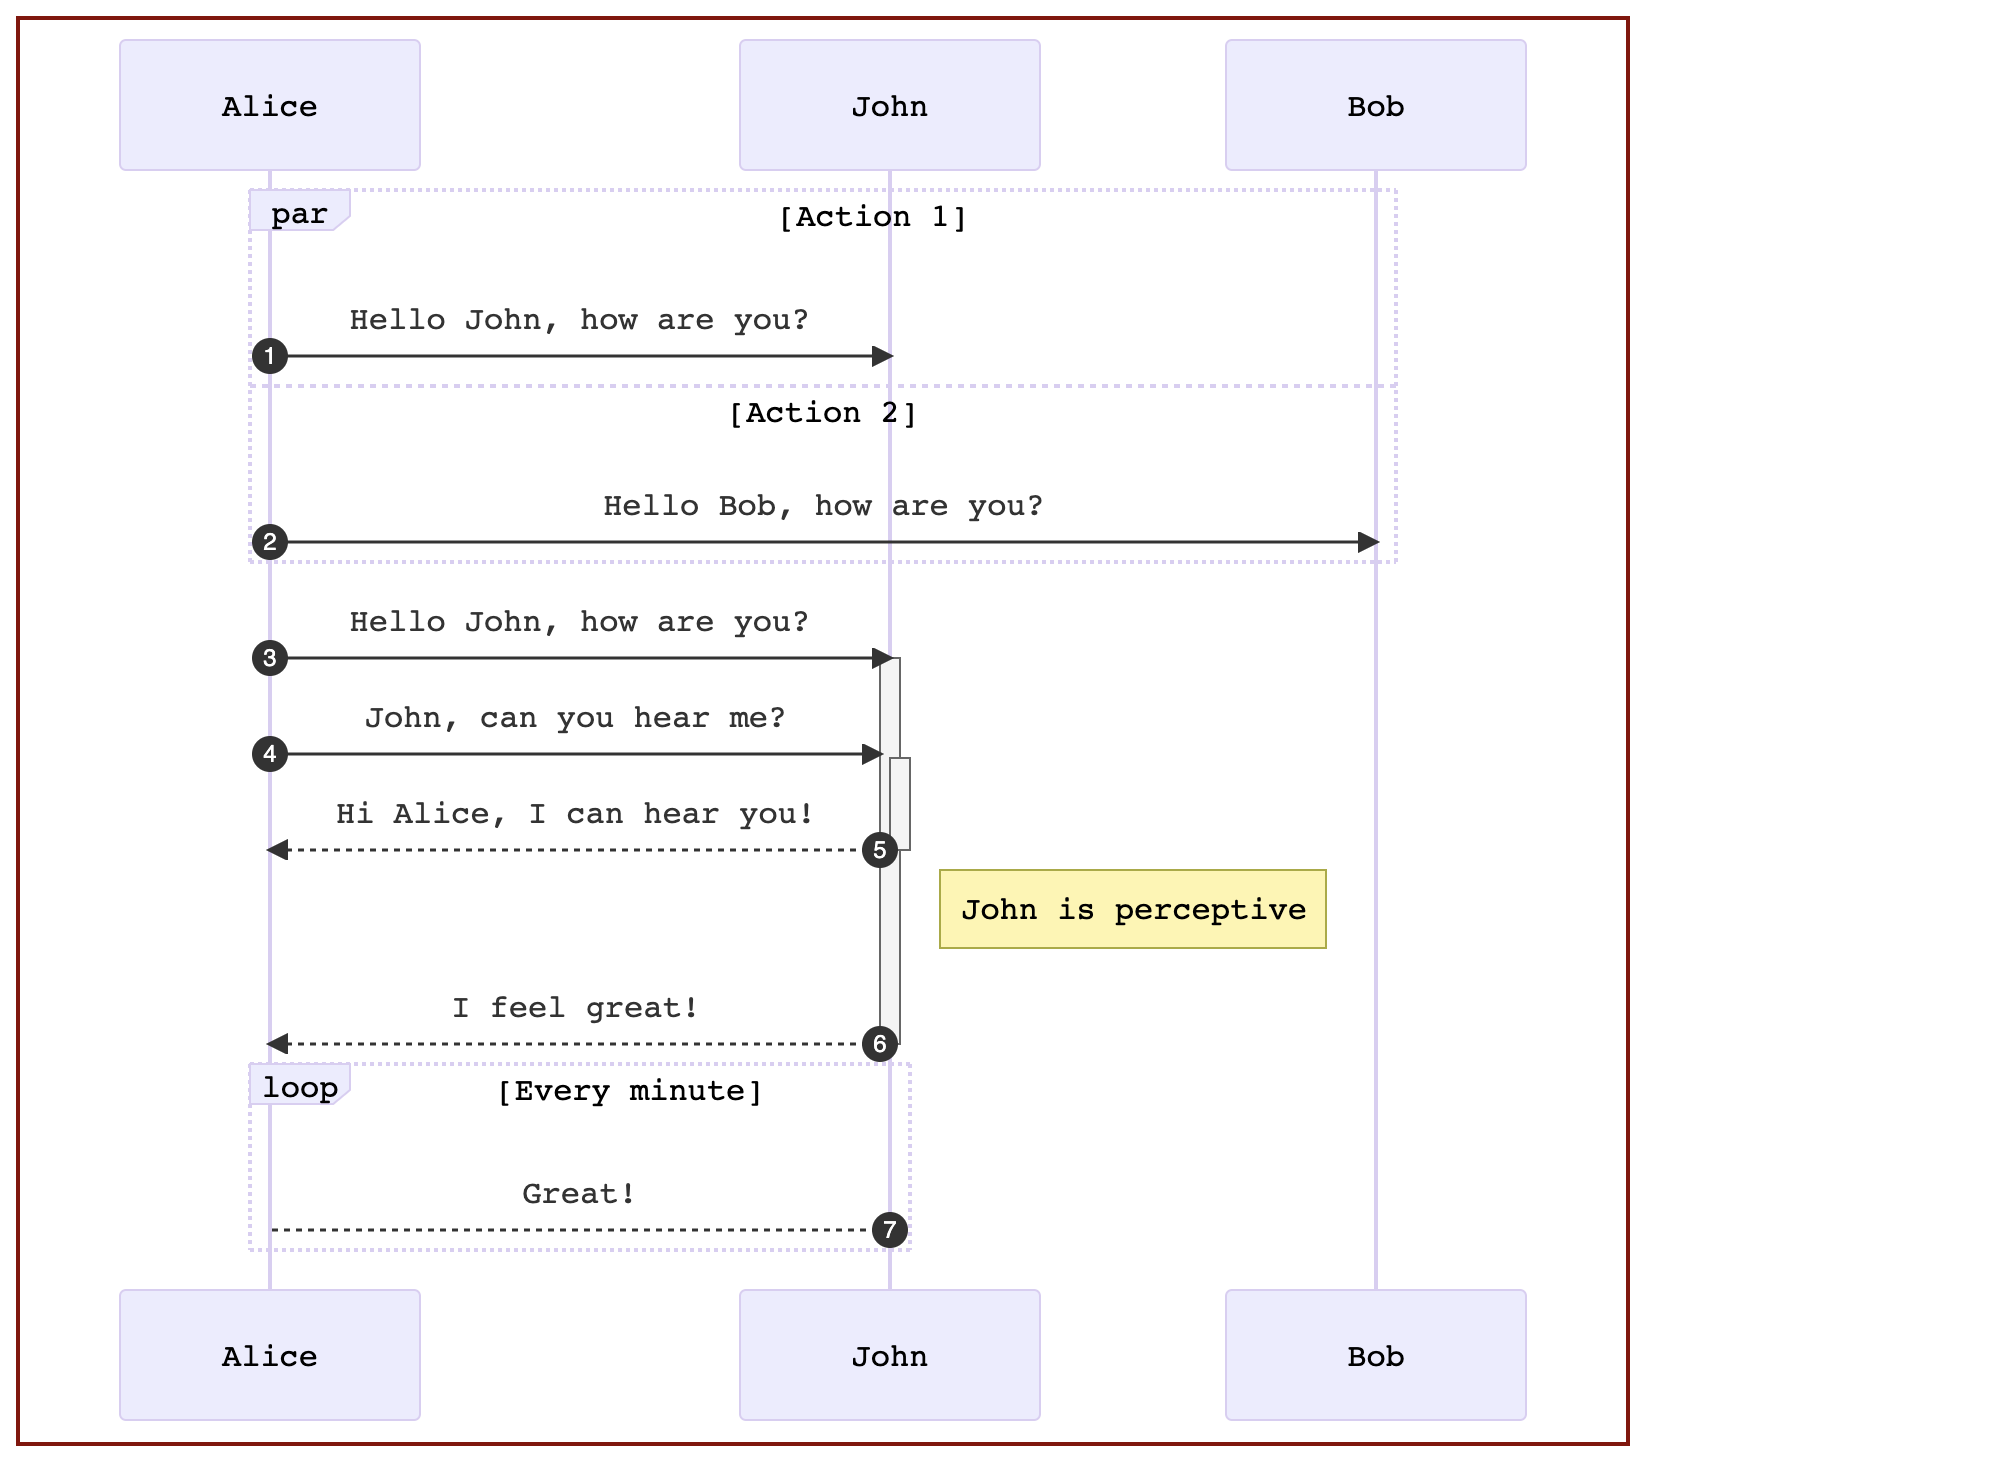 Alice
John
Bob
par
[Action 1]
Hello John, how are you?
1
[Action 2]
Hello Bob, how are you?
2
Hello John, how are you?
3
John, can you hear me?
4
Hi Alice, I can hear you!
5
John is perceptive
I feel great!
6
loop
[Every minute]
Great!
7
Alice
John
Bob